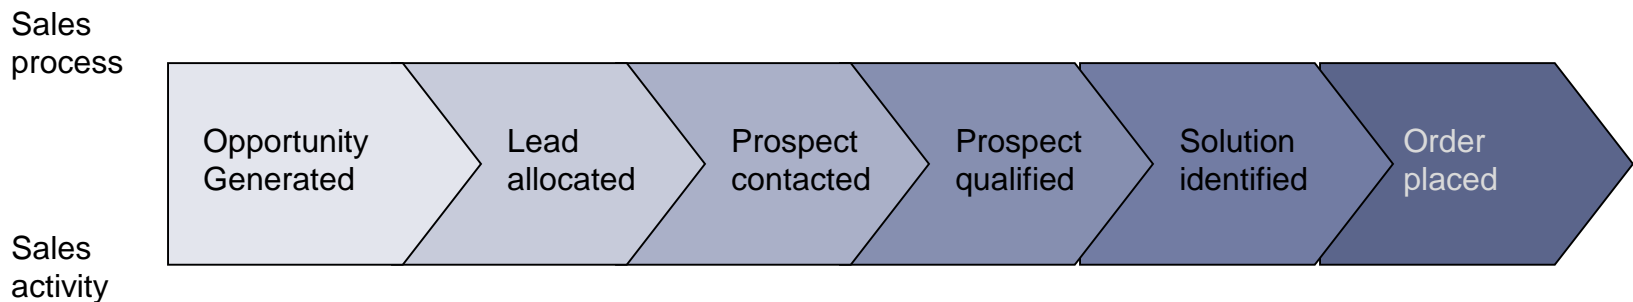 Sales
process
Opportunity
Generated
Lead
allocated
Prospect
contacted
Prospect
qualified
Solution
identified
Order
placed
Sales
activity